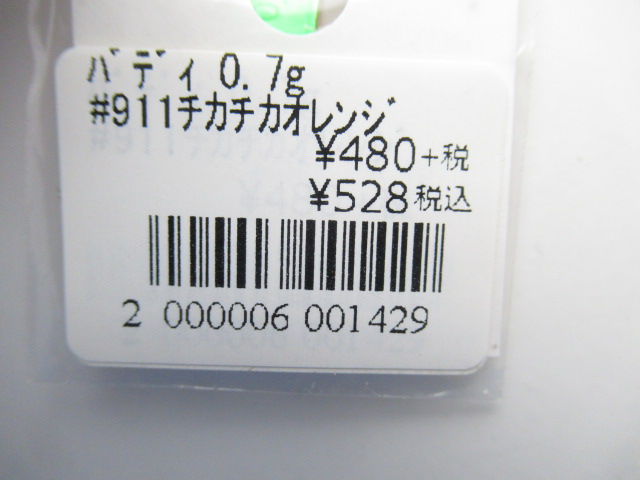 ﾊﾞﾃﾞｨ 0.7g
#911ﾁｶﾁｶｵﾚﾝｼﾞ
¥480+税
¥528税込
2 000006 001429